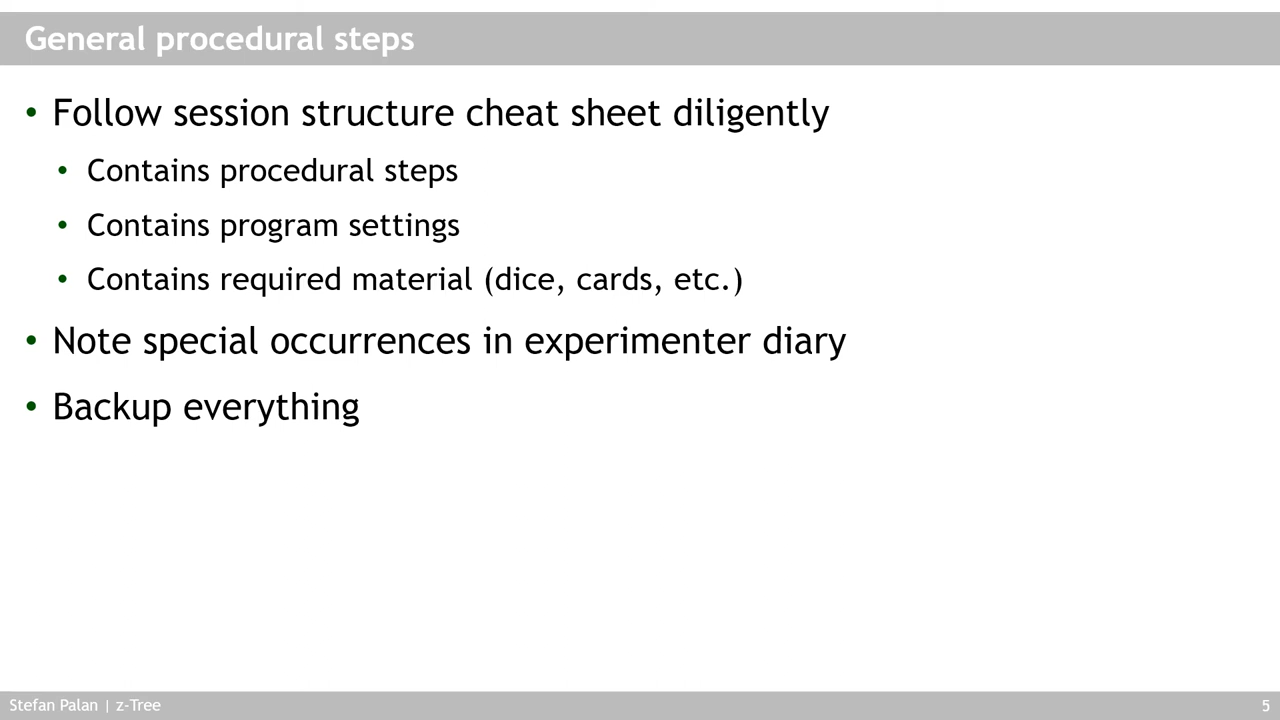 General procedural steps
• Follow session structure cheat sheet diligently
• Contains procedural steps
• Contains program settings
• Contains required material (dice, cards, etc.)
• Note special occurrences in experimenter diary
• Backup everything
Stefan Palan | z-Tree 5